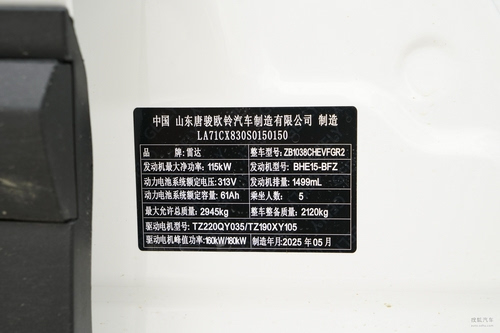 中国 山东唐骏欧铃汽车制造有限公司 制造
LA71CX830S0150150
品牌：雷达 整车型号：ZB1038CHEVFGR2
发动机最大净功率：115kW 发动机型号：BHE15-BFZ
动力电池系统额定电压：313V 发动机排量：1499mL
动力电池系统额定容量：61Ah 乘坐人数：5
最大允许总质量：2945kg 整车整备质量：2120kg
驱动电机型号：TZ220QY035/TZ190XY105
驱动电机峰值功率：160kW/180kW 制造年月：2025年05月
搜狐汽车